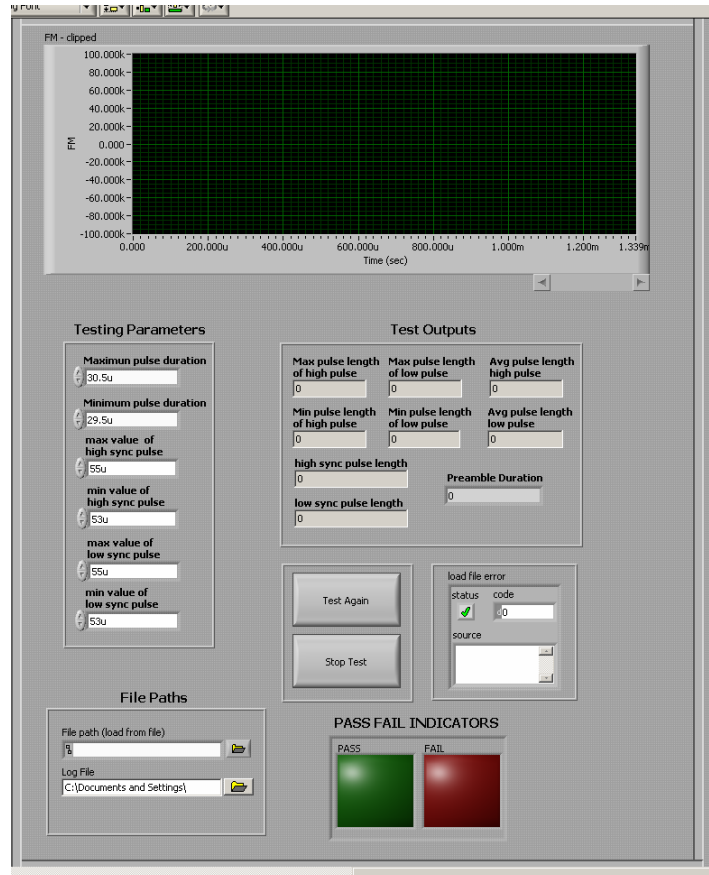 FM - clipped
100.000k
80.000k
60.000k
40.000k
20.000k
0.000
-20.000k
-40.000k
-60.000k
-80.000k
-100.000k
FM
0.000 200.000u 400.000u 600.000u 800.000u 1.000m 1.200m 1.339m
Time (sec)
Testing Parameters
Maximun pulse duration
30.5u
Minimum pulse duration
29.5u
max value of
high sync pulse
55u
min value of
high sync pulse
53u
max value of
low sync pulse
55u
min value of
low sync pulse
53u
Test Outputs
Max pulse length
of high pulse
0
Max pulse length
of low pulse
0
Avg pulse length
high pulse
0
Min pulse length
of high pulse
0
Min pulse length
of low pulse
0
Avg pulse length
low pulse
0
high sync pulse length
0
Preamble Duration
0
low sync pulse length
0
Test Again
Stop Test
load file error
status code
d0
source
File Paths
File path (load from file)
Log File
C:\Documents and Settings\
PASS FAIL INDICATORS
PASS FAIL